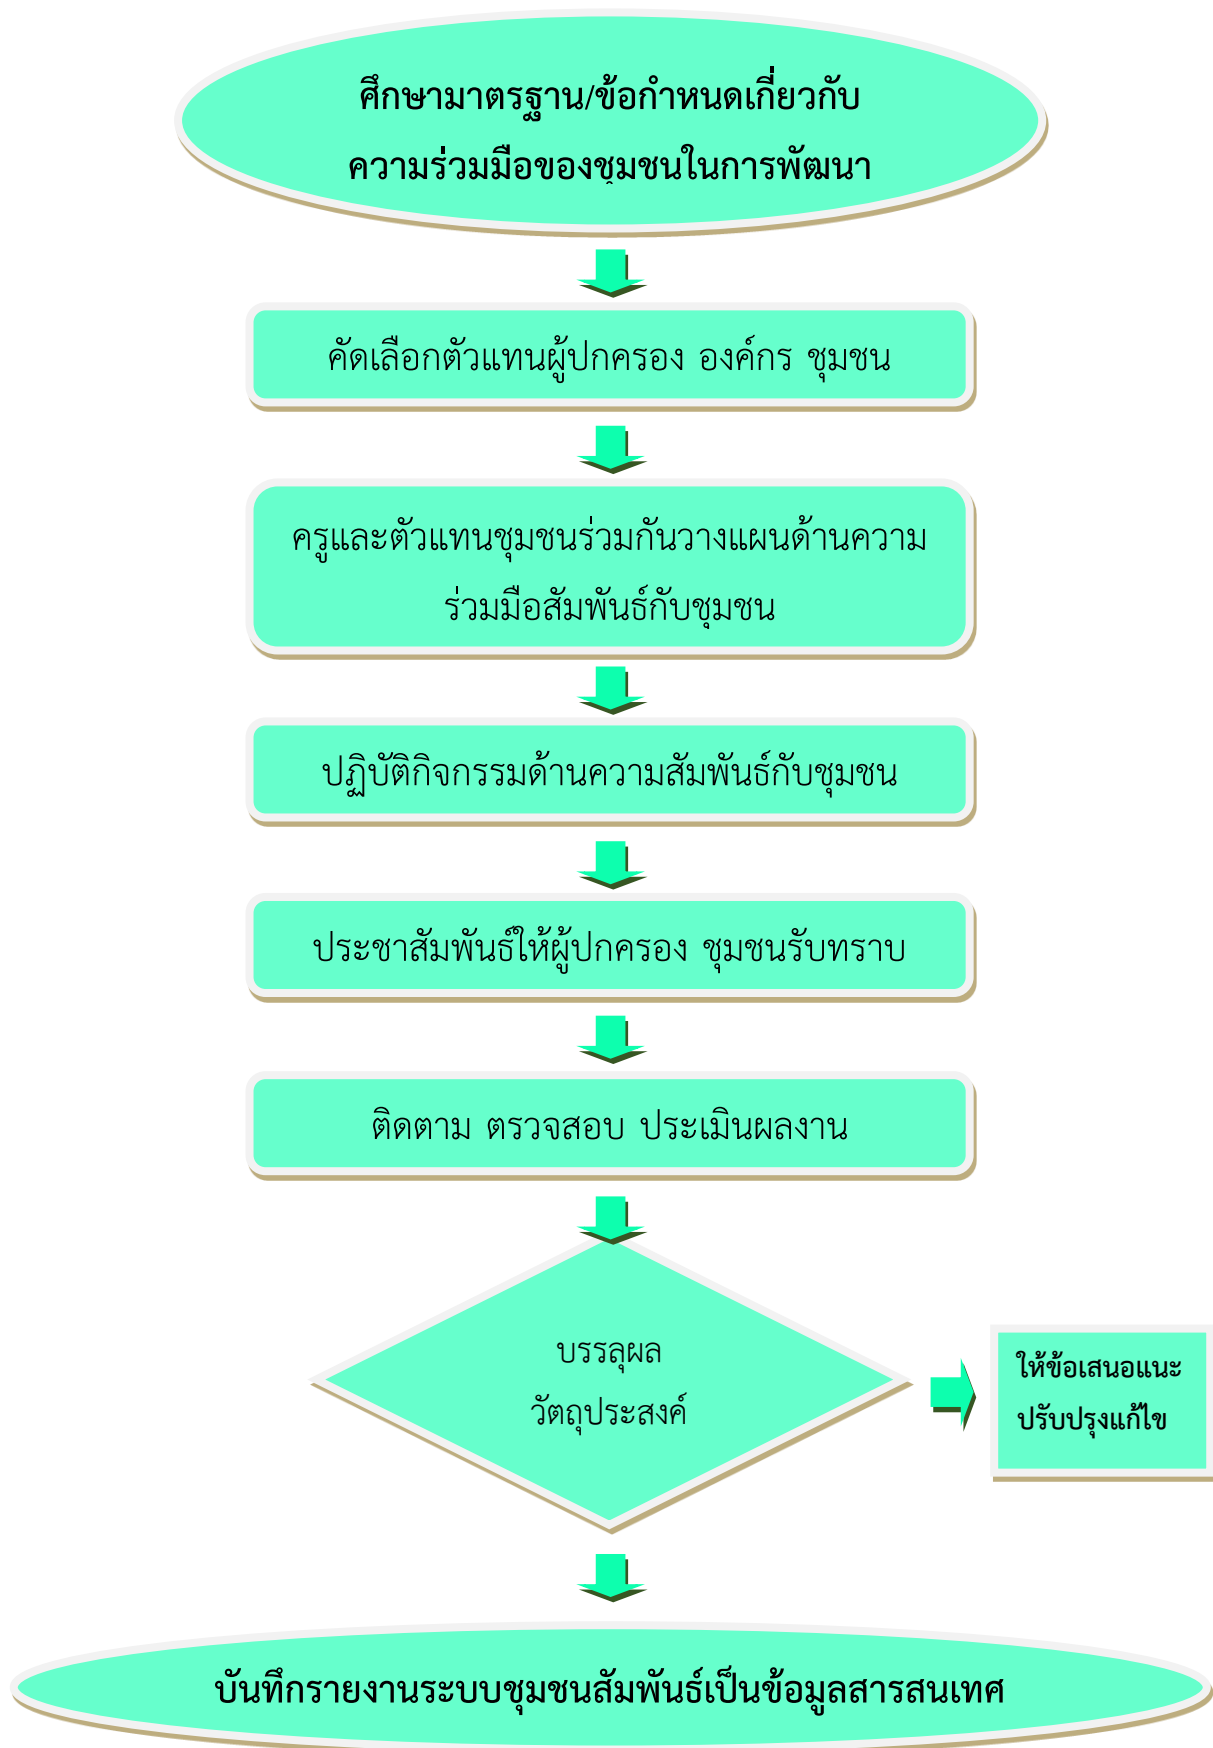 ศึกษามาตรฐาน/ข้อกำหนดเกี่ยวกับ
ความร่วมมือของชุมชนในการพัฒนา
คัดเลือกตัวแทนผู้ปกครอง องค์กร ชุมชน
ครูและตัวแทนชุมชนร่วมกันวางแผนด้านความ
ร่วมมือสัมพันธ์กับชุมชน
ปฏิบัติกิจกรรมด้านความสัมพันธ์กับชุมชน
ประชาสัมพันธ์ให้ผู้ปกครอง ชุมชนรับทราบ
ติดตาม ตรวจสอบ ประเมินผลงาน
บรรลุผล
วัตถุประสงค์
ให้ข้อเสนอแนะ
ปรับปรุงแก้ไข
บันทึกรายงานระบบชุมชนสัมพันธ์เป็นข้อมูลสารสนเทศ